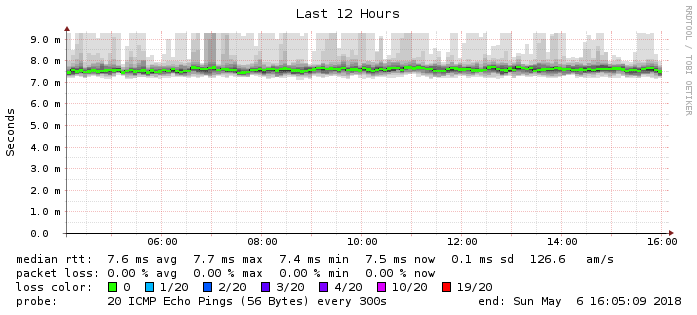 Last 12 Hours
RRDTOOL / TOBI OETIKER
Seconds
9.0 m
8.0 m
7.0 m
6.0 m
5.0 m
4.0 m
3.0 m
2.0 m
1.0 m
0.0
06:00 08:00 10:00 12:00 14:00 16:00
median rtt: 7.6 ms avg 7.7 ms max 7.4 ms min 7.5 ms now 0.1 ms sd 126.6 am/s
packet loss: 0.00 % avg 0.00 % max 0.00 % min 0.00 % now
loss color: 0 1/20 2/20 3/20 4/20 10/20 19/20
probe: 20 ICMP Echo Pings (56 Bytes) every 300s end: Sun May 6 16:05:09 2018